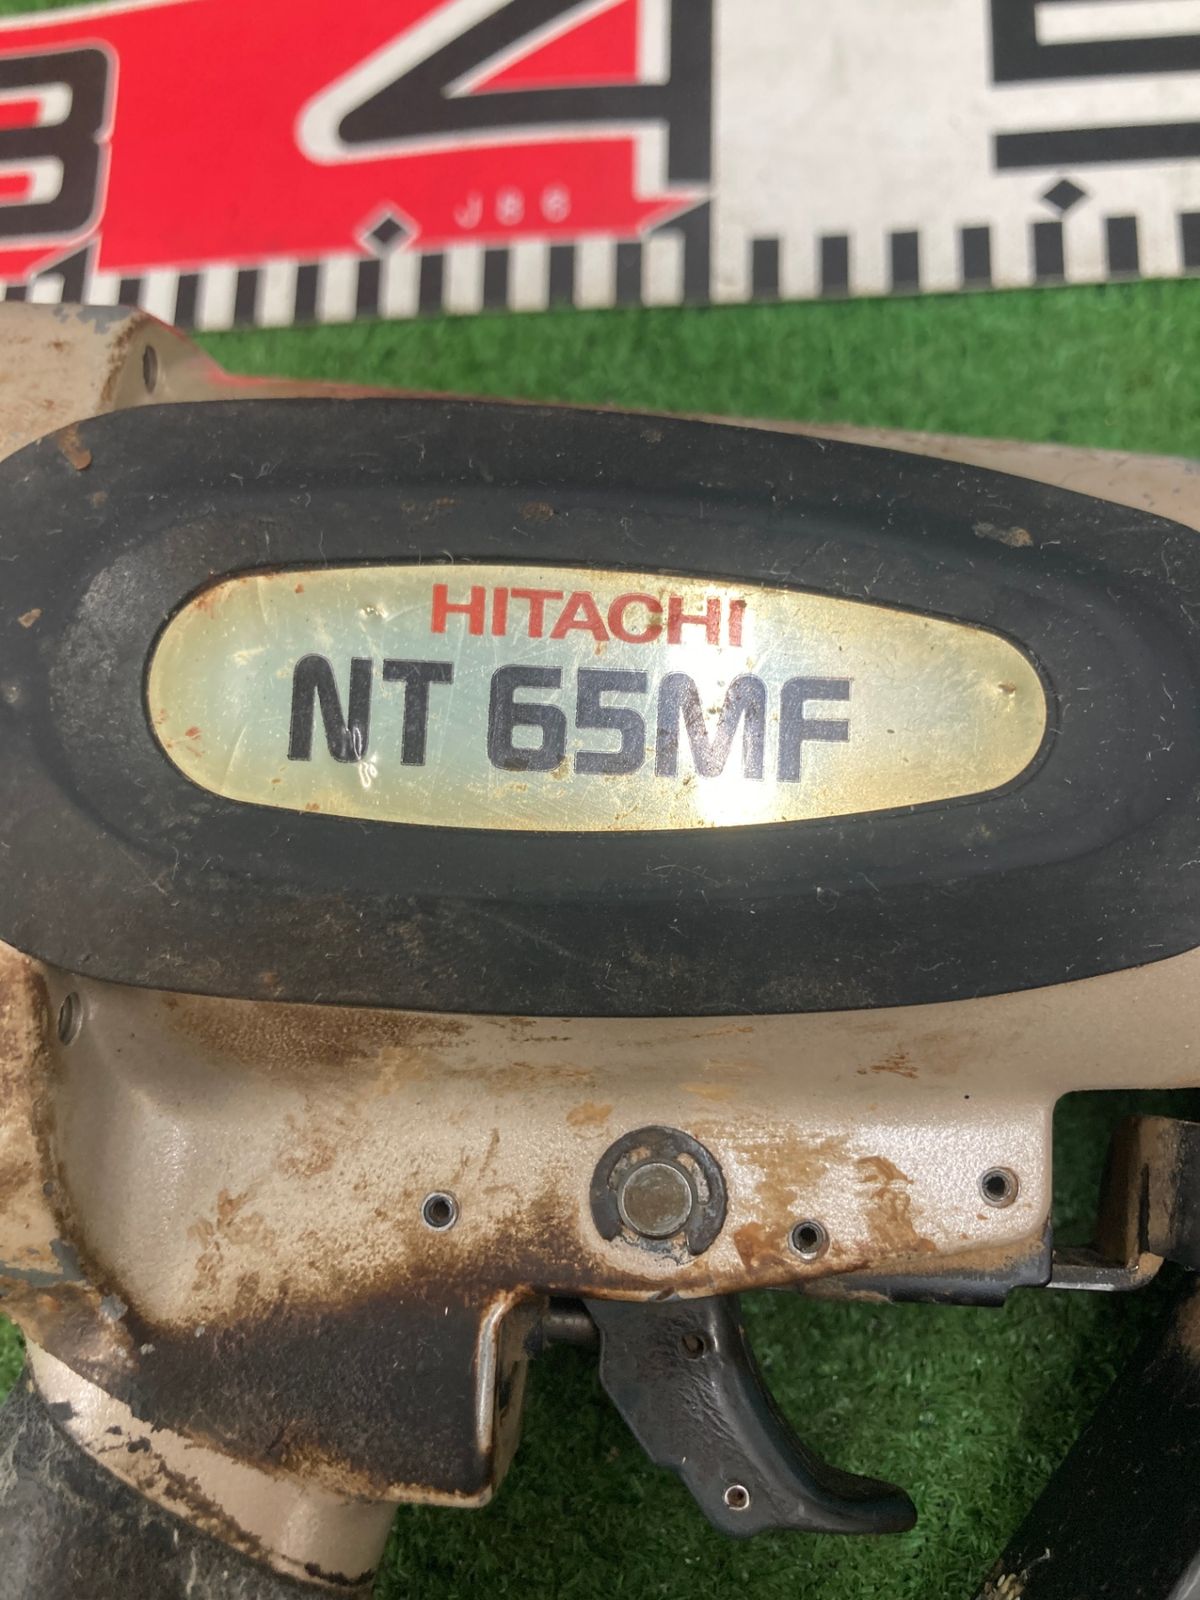 3 4 5
JBS
HITACHI
NT 65MF